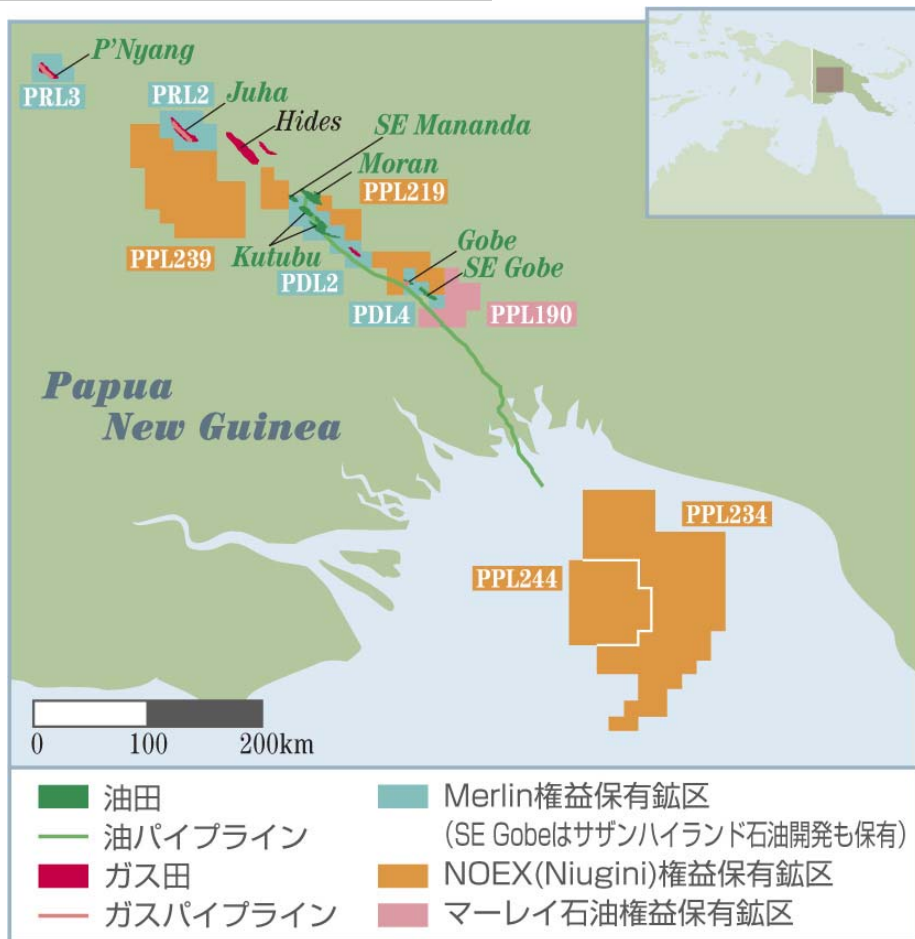 P'Nyang
PRL3
PRL2
Juha
Hides
SE Mananda
Moran
PPL219
PPL239
Kutubu
PDL2
Gobe
SE Gobe
PDL4
PPL190
Papua
New Guinea
PPL234
PPL244
0 100 200km
油田
油パイプライン
ガス田
ガスパイプライン
Merlin権益保有鉱区
(SE Gobeはサザンハイランド石油開発も保有)
NOEX(Niugini)権益保有鉱区
マーレイ石油権益保有鉱区